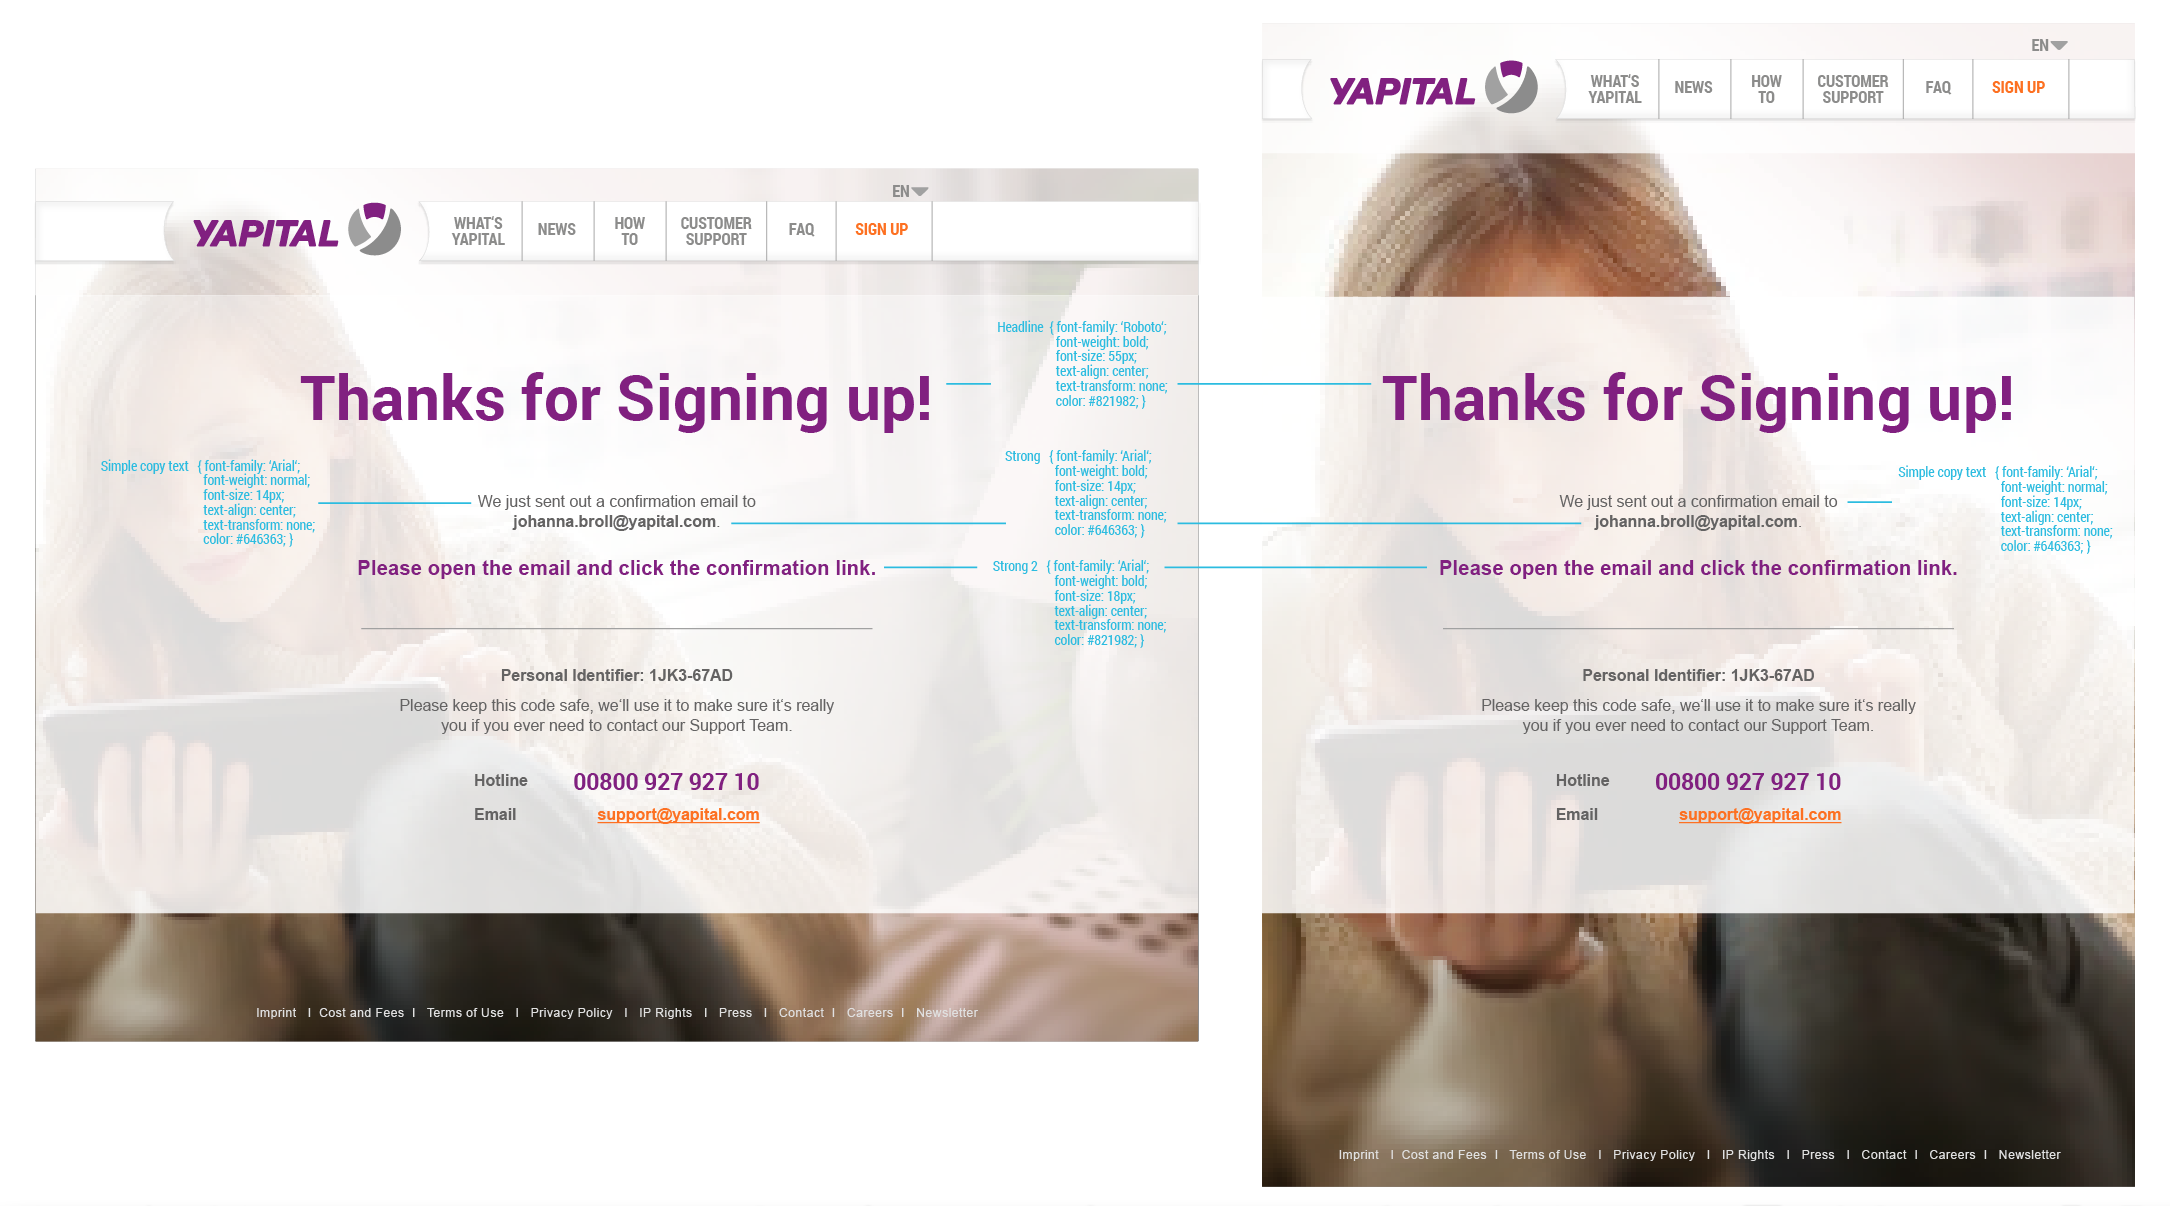 EN
YAPITAL
WHAT'S YAPITAL
NEWS
HOW TO
CUSTOMER SUPPORT
FAQ
SIGN UP
Headline { font-family: 'Roboto';
font-weight: bold;
font-size: 55px;
text-align: center;
text-transform: none;
color: #821982; }
Thanks for Signing up!
Simple copy text { font-family: 'Arial';
font-weight: normal;
font-size: 14px;
text-align: center;
text-transform: none;
color: #646363; }
Strong { font-family: 'Arial';
font-weight: bold;
font-size: 14px;
text-align: center;
text-transform: none;
color: #646363; }
We just sent out a confirmation email to
johanna.broll@yapital.com.
Please open the email and click the confirmation link.
Strong 2 { font-family: 'Arial';
font-weight: bold;
font-size: 18px;
text-align: center;
text-transform: none;
color: #821982; }
Personal Identifier: 1JK3-67AD
Please keep this code safe, we'll use it to make sure it's really
you if you ever need to contact our Support Team.
Hotline 00800 927 927 10
Email support@yapital.com
Imprint I Cost and Fees I Terms of Use I Privacy Policy I IP Rights I Press I Contact I Careers I Newsletter
EN
YAPITAL
WHAT'S YAPITAL
NEWS
HOW TO
CUSTOMER SUPPORT
FAQ
SIGN UP
Thanks for Signing up!
Simple copy text { font-family: 'Arial';
font-weight: normal;
font-size: 14px;
text-align: center;
text-transform: none;
color: #646363; }
We just sent out a confirmation email to
johanna.broll@yapital.com.
Please open the email and click the confirmation link.
Personal Identifier: 1JK3-67AD
Please keep this code safe, we'll use it to make sure it's really
you if you ever need to contact our Support Team.
Hotline 00800 927 927 10
Email support@yapital.com
Imprint I Cost and Fees I Terms of Use I Privacy Policy I IP Rights I Press I Contact I Careers I Newsletter